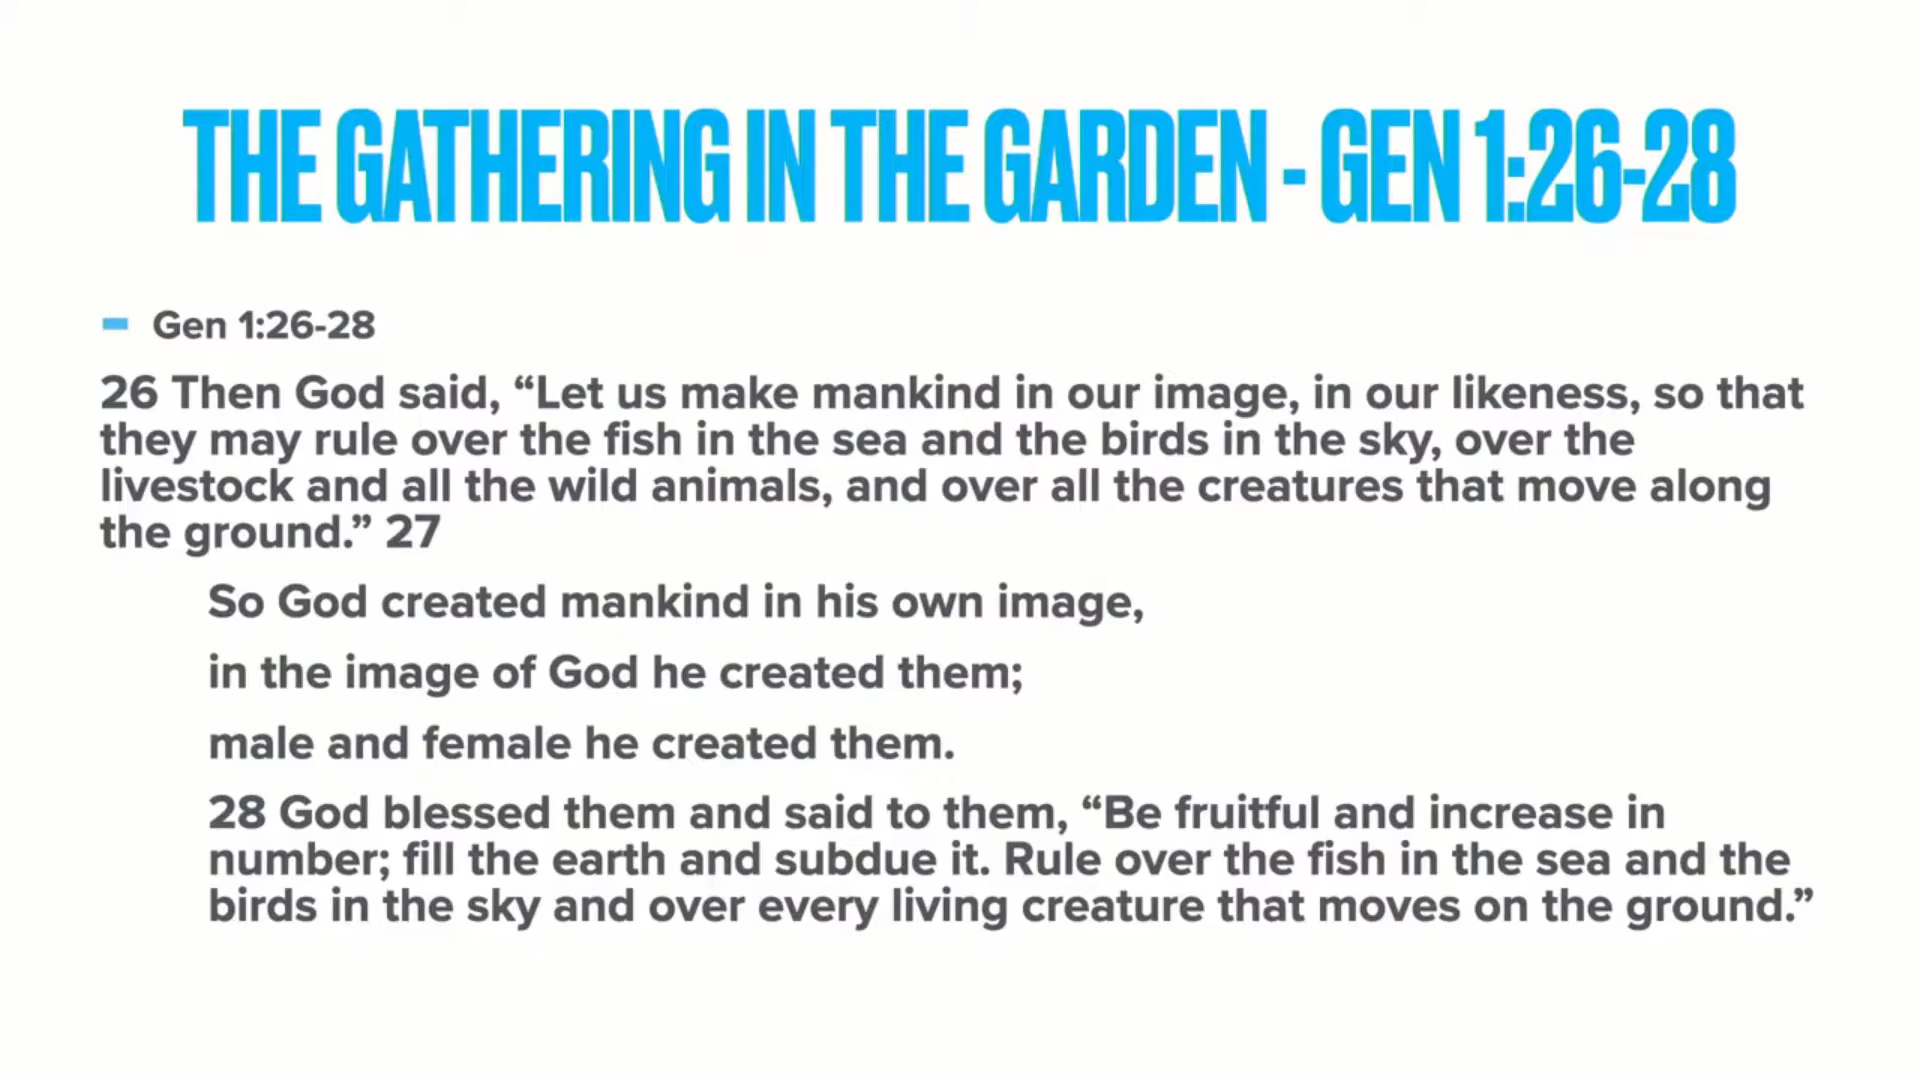 THE GATHERING IN THE GARDEN - GEN 1:26-28
Gen 1:26-28
26 Then God said, “Let us make mankind in our image, in our likeness, so that
they may rule over the fish in the sea and the birds in the sky, over the
livestock and all the wild animals, and over all the creatures that move along
the ground.” 27
So God created mankind in his own image,
in the image of God he created them;
male and female he created them.
28 God blessed them and said to them, “Be fruitful and increase in
number; fill the earth and subdue it. Rule over the fish in the sea and the
birds in the sky and over every living creature that moves on the ground.”